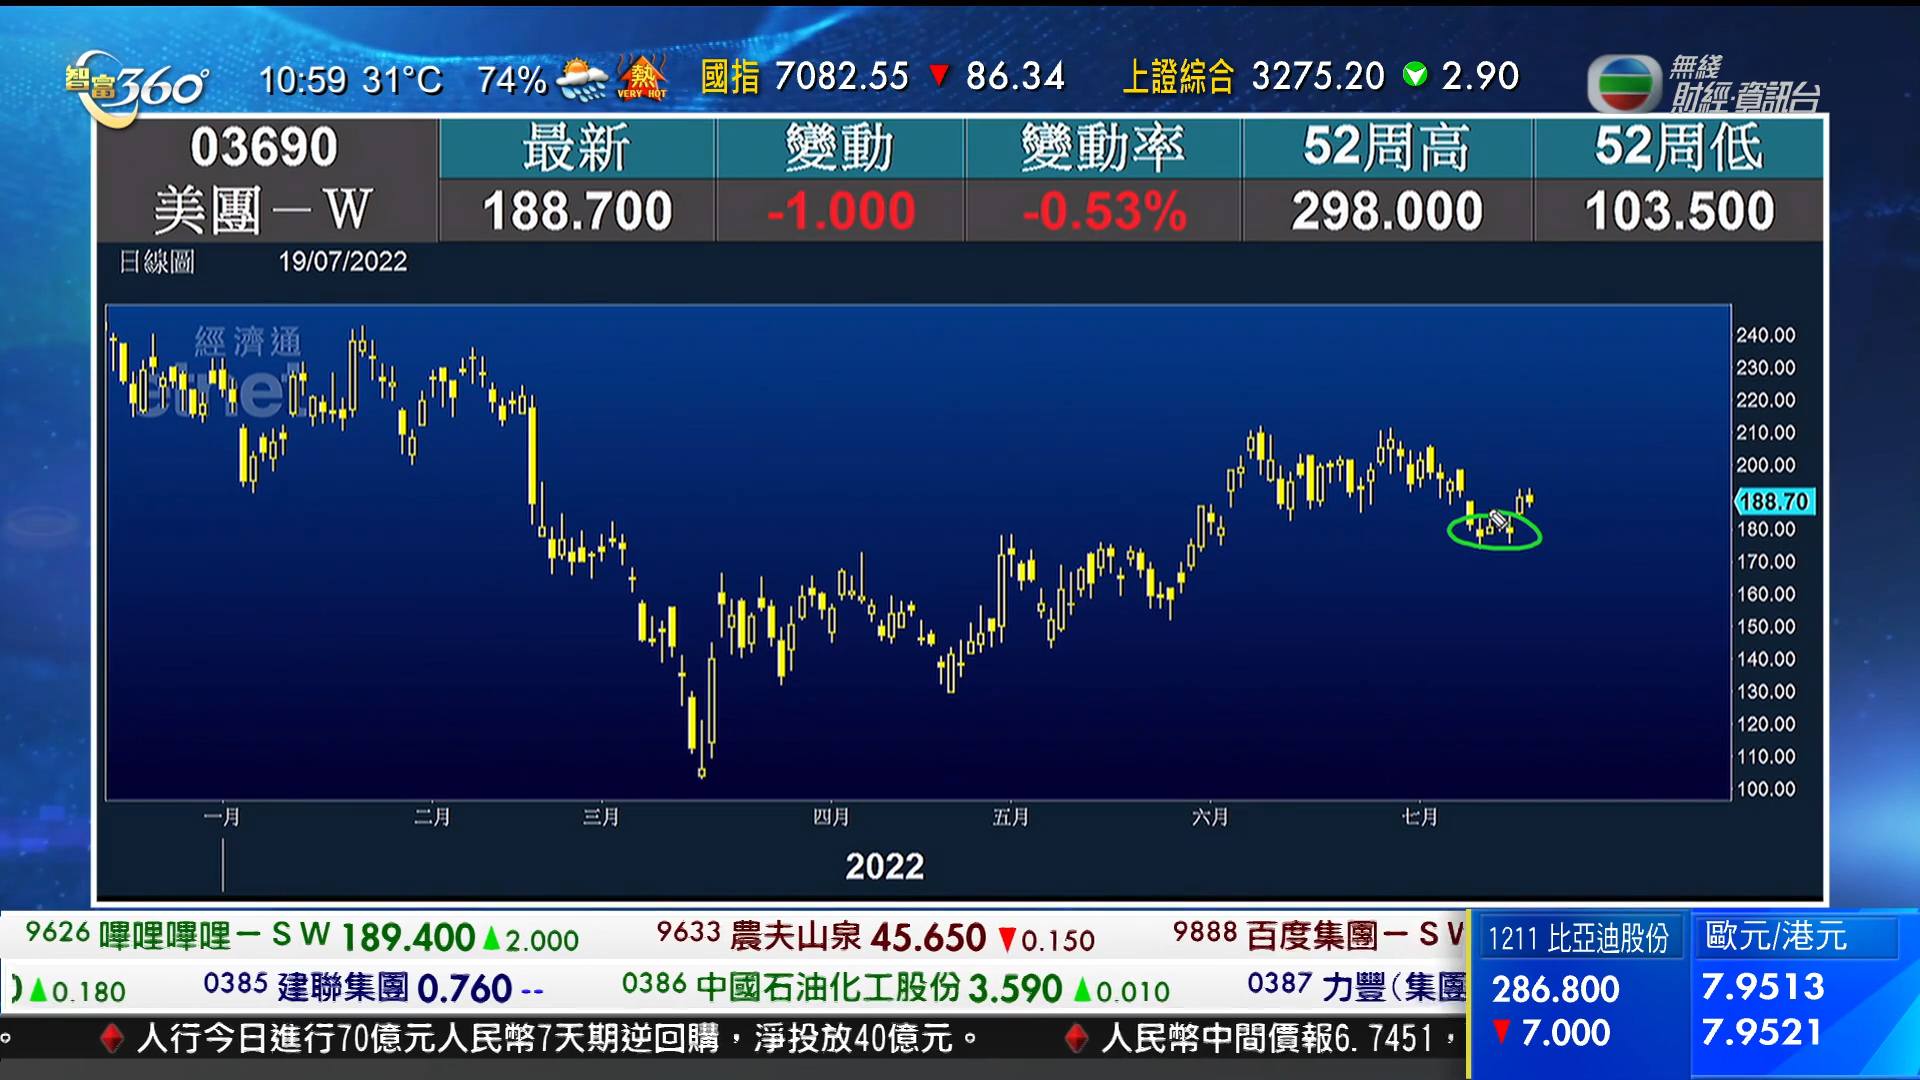 智富360° 10:59 31°C 74% 熱 VERY HOT 國指 7082.55 ▼ 86.34 上證綜合 3275.20 2.90 無綫
財經·資訊台
03690 最新 變動 變動率 52周高 52周低
美團－W 188.700 -1.000 -0.53% 298.000 103.500
日線圖 19/07/2022
經濟通
etnet
240.00
230.00
220.00
210.00
200.00
188.70
180.00
170.00
160.00
150.00
140.00
130.00
120.00
110.00
100.00
一月 二月 三月 四月 五月 六月 七月
2022
9626 嗶哩嗶哩－ＳＷ 189.400 ▲2.000 9633 農夫山泉 45.650 ▼0.150 9888 百度集團－Ｓ
▲0.180 0385 建聯集團 0.760 -- 0386 中國石油化工股份 3.590 ▲0.010 0387 力豐(集團
。 ◆人行今日進行70億元人民幣7天期逆回購，淨投放40億元。 ◆人民幣中間價報6.7451，
1211 比亞迪股份
286.800
▼7.000
歐元/港元
7.9513
7.9521